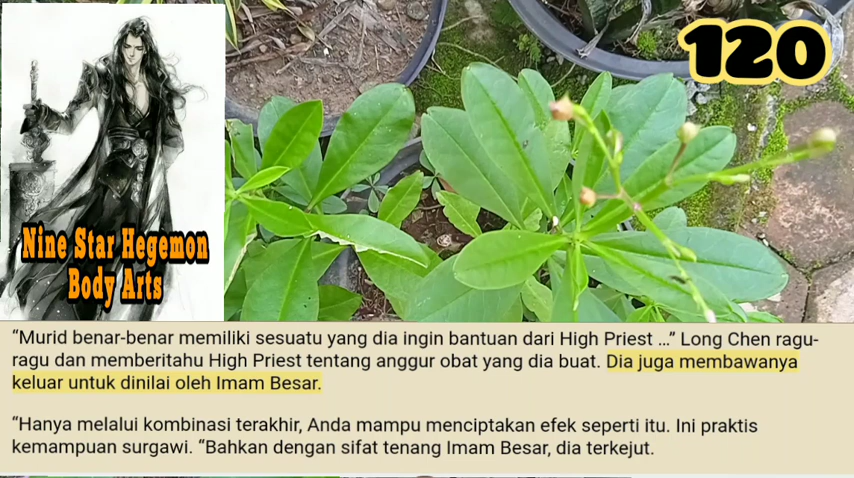 120
Nine Star Hegemon
Body Arts
“Murid benar-benar memiliki sesuatu yang dia ingin bantuan dari High Priest ...” Long Chen ragu-
ragu dan memberitahu High Priest tentang anggur obat yang dia buat. Dia juga membawanya
keluar untuk dinilai oleh Imam Besar.
“Hanya melalui kombinasi terakhir, Anda mampu menciptakan efek seperti itu. Ini praktis
kemampuan surgawi. “Bahkan dengan sifat tenang Imam Besar, dia terkejut.